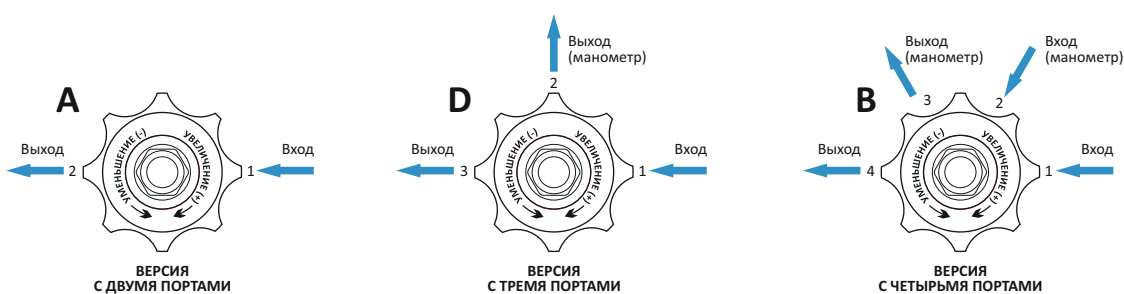 A
Выход
2
УМЕНЬШЕНИЕ (-)
УВЕЛИЧЕНИЕ (+)
1
Вход
ВЕРСИЯ
С ДВУМЯ ПОРТАМИ
D
Выход
(манометр)
2
Выход
3
УМЕНЬШЕНИЕ (-)
УВЕЛИЧЕНИЕ (+)
1
Вход
ВЕРСИЯ
С ТРЕМЯ ПОРТАМИ
B
Выход
(манометр)
3
Вход
(манометр)
2
Выход
4
УМЕНЬШЕНИЕ (-)
УВЕЛИЧЕНИЕ (+)
1
Вход
ВЕРСИЯ
С ЧЕТЫРЬМЯ ПОРТАМИ